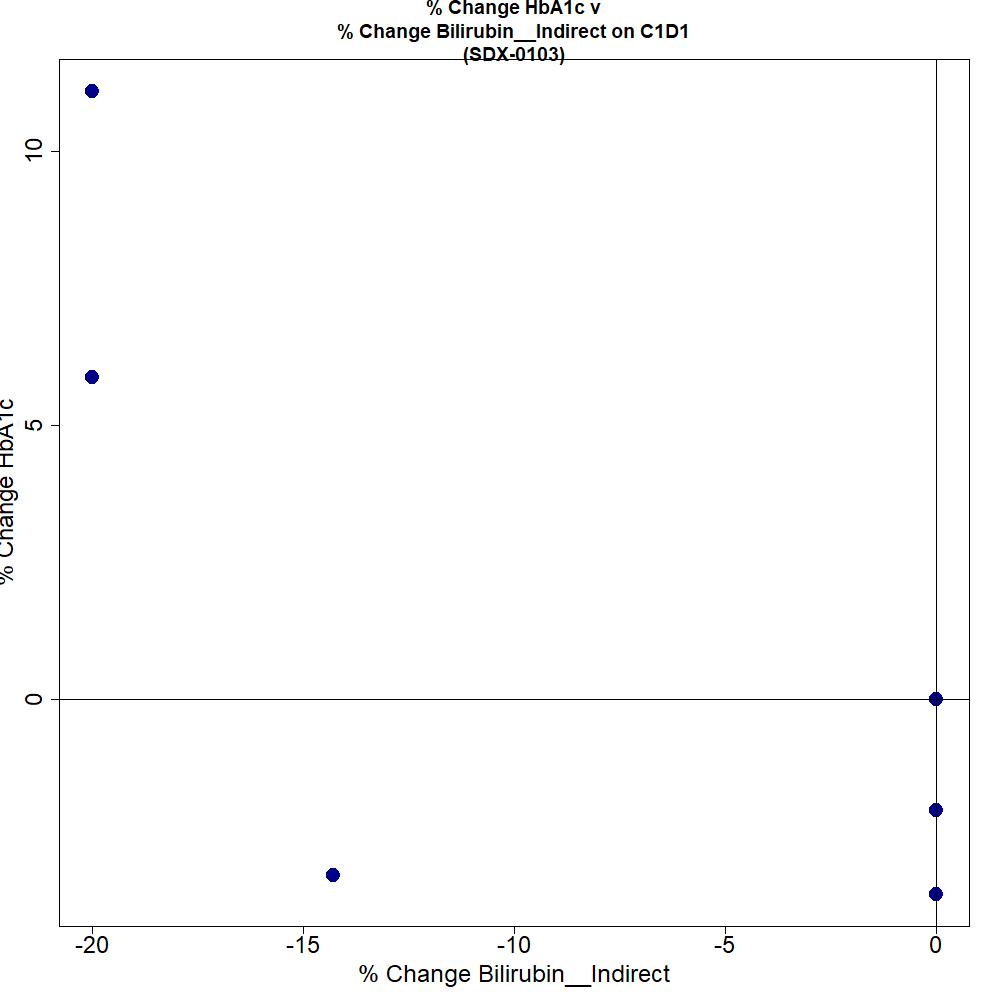 % Change HbA1c v
% Change Bilirubin__Indirect on C1D1
(SDX-0103)
% Change HbA1c
10
5
0
-20
-15
-10
-5
0
% Change Bilirubin__Indirect